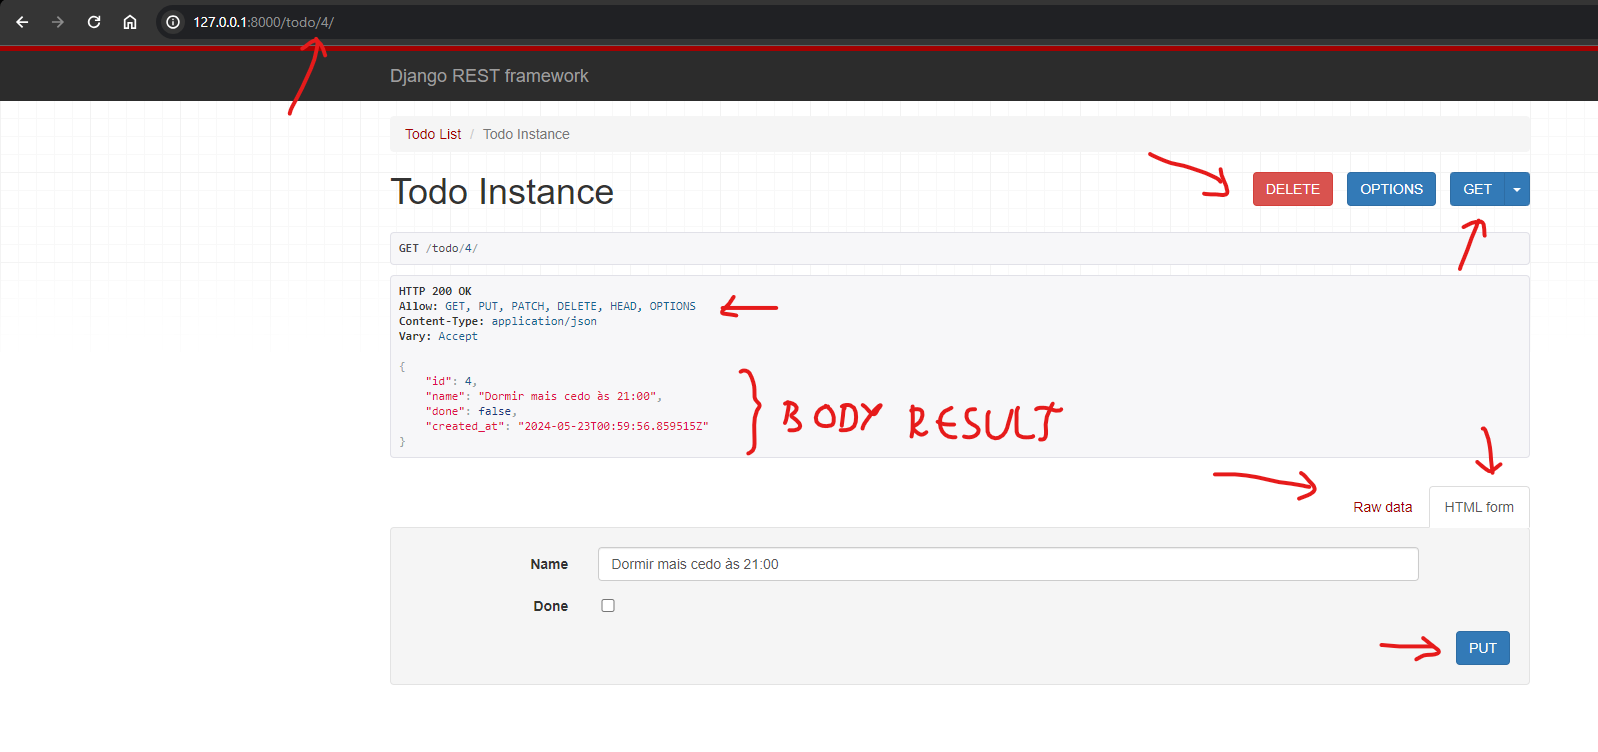 127.0.0.1:8000/todo/4/
Django REST framework
Todo List / Todo Instance
Todo Instance
DELETE OPTIONS GET
GET /todo/4/
HTTP 200 OK
Allow: GET, PUT, PATCH, DELETE, HEAD, OPTIONS
Content-Type: application/json
Vary: Accept
{
"id": 4,
"name": "Dormir mais cedo às 21:00",
"done": false,
"created_at": "2024-05-23T00:59:56.859515Z"
}
BODY RESULT
Raw data HTML form
Name Dormir mais cedo às 21:00
Done
PUT